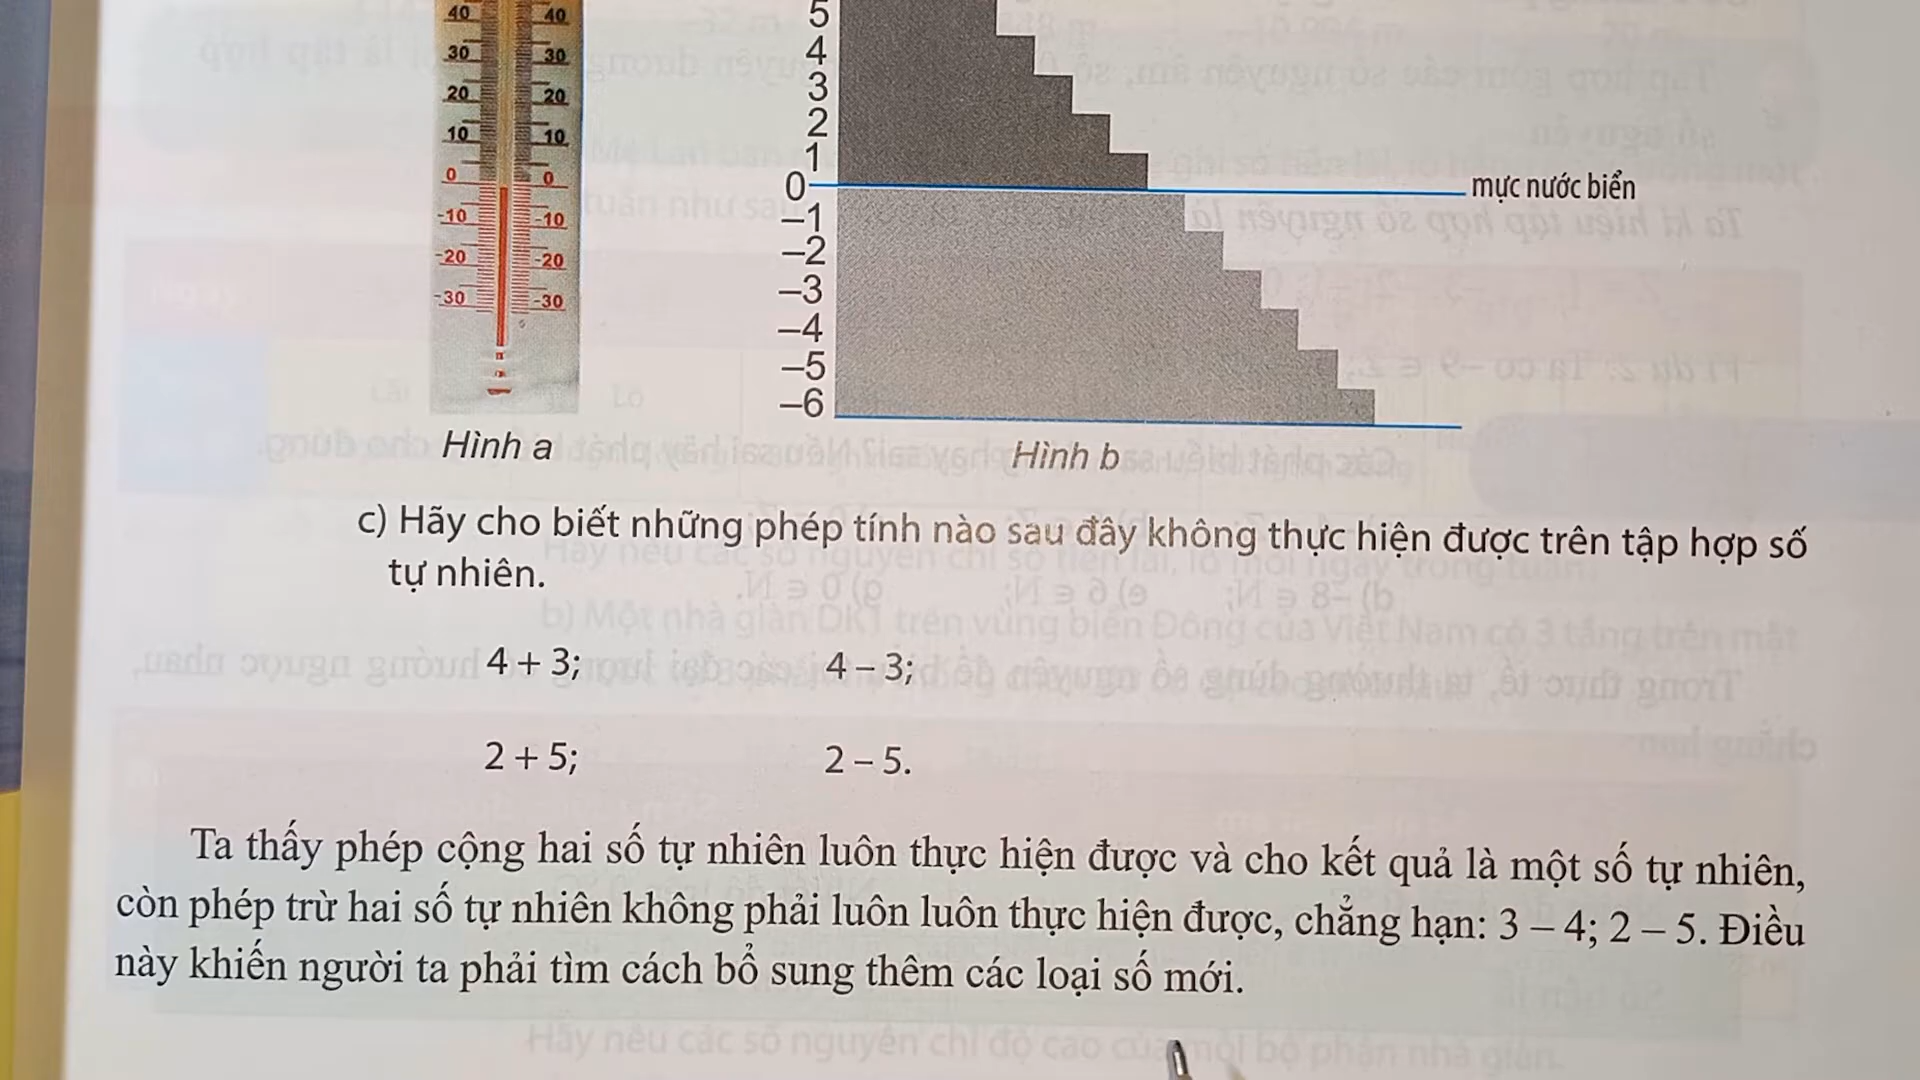 40 40
30 30
20 20
10 10
0 0
-10 -10
-20 -20
-30 -30
5
4
3
2
1
0
mực nước biển
–1
–2
–3
–4
–5
–6
Hình a
Hình b
c) Hãy cho biết những phép tính nào sau đây không thực hiện được trên tập hợp số
tự nhiên.
4 + 3; 4 – 3;
2 + 5; 2 – 5.
Ta thấy phép cộng hai số tự nhiên luôn thực hiện được và cho kết quả là một số tự nhiên,
còn phép trừ hai số tự nhiên không phải luôn luôn thực hiện được, chẳng hạn: 3 – 4; 2 – 5. Điều
này khiến người ta phải tìm cách bổ sung thêm các loại số mới.